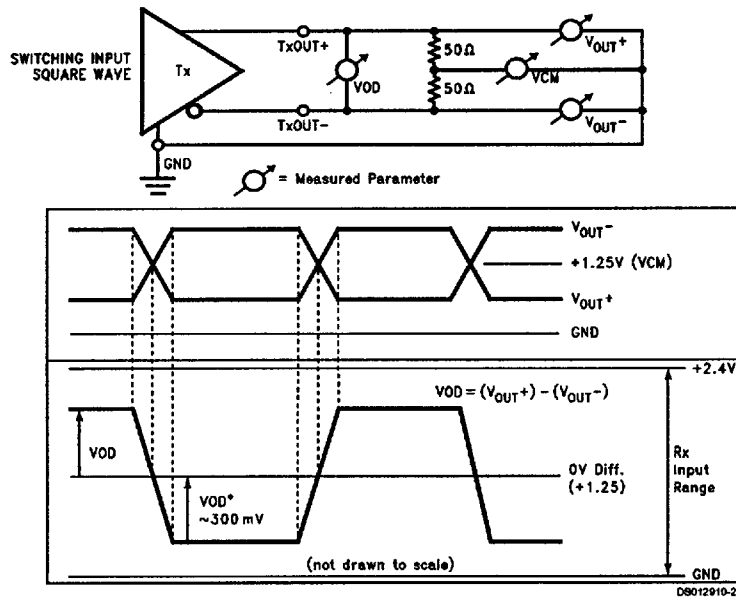 SWITCHING INPUT
SQUARE WAVE
Tx
TxOUT+
TxOUT-
VOD
50Ω
50Ω
VCM
VOUT+
VOUT-
GND
= Measured Parameter
VOUT-
+1.25V (VCM)
VOUT+
GND
+2.4V
VOD = (VOUT+) - (VOUT-)
VOD
0V Diff.
(+1.25)
Rx
Input
Range
VOD*
~300 mV
(not drawn to scale)
GND
DS012910-2